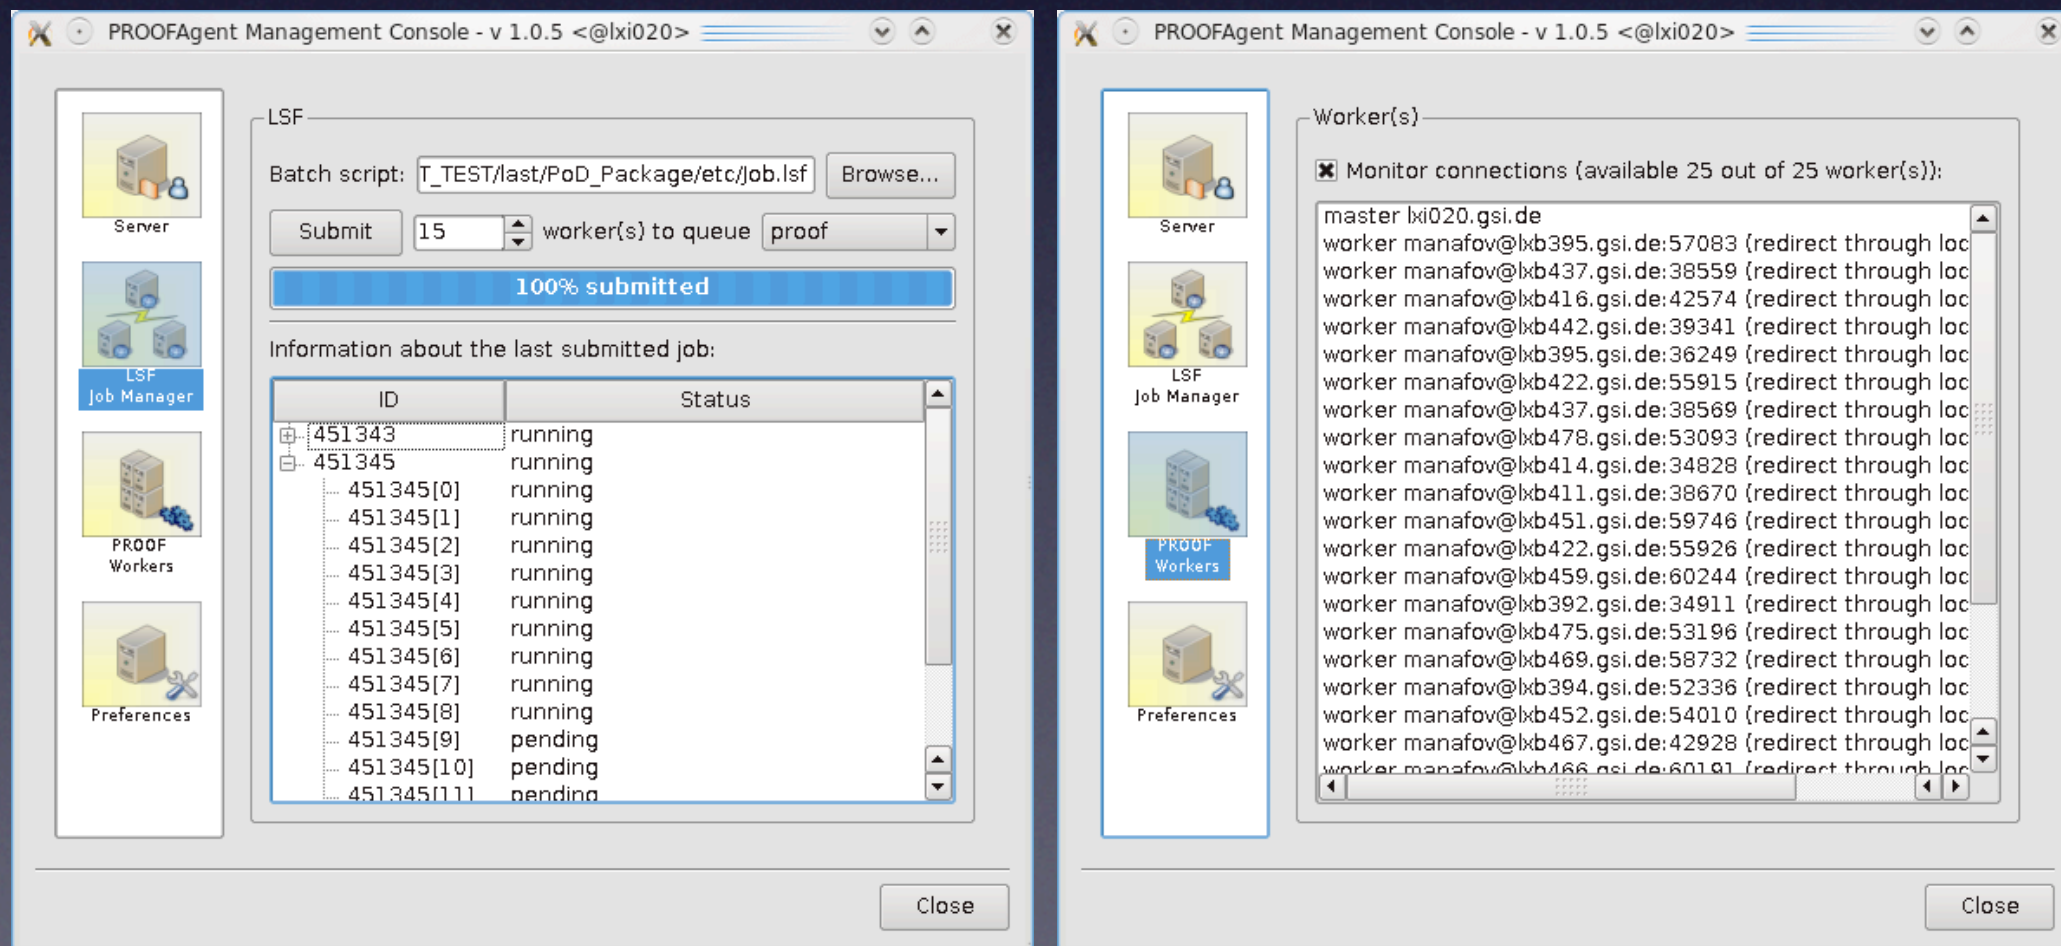 PROOFAgent Management Console - v 1.0.5 <@lxi020>
Server
LSF
Job Manager
PROOF
Workers
Preferences
LSF
Batch script: T_TEST/last/PoD_Package/etc/Job.lsf Browse...
Submit 15 worker(s) to queue proof
100% submitted
Information about the last submitted job:
ID Status
451343 running
451345 running
451345[0] running
451345[1] running
451345[2] running
451345[3] running
451345[4] running
451345[5] running
451345[6] running
451345[7] running
451345[8] running
451345[9] pending
451345[10] pending
451345[11] pending
Close
PROOFAgent Management Console - v 1.0.5 <@lxi020>
Server
LSF
Job Manager
PROOF
Workers
Preferences
Worker(s)
Monitor connections (available 25 out of 25 worker(s)):
master lxi020.gsi.de
worker manafov@lxb395.gsi.de:57083 (redirect through loc
worker manafov@lxb437.gsi.de:38559 (redirect through loc
worker manafov@lxb416.gsi.de:42574 (redirect through loc
worker manafov@lxb442.gsi.de:39341 (redirect through loc
worker manafov@lxb395.gsi.de:36249 (redirect through loc
worker manafov@lxb422.gsi.de:55915 (redirect through loc
worker manafov@lxb437.gsi.de:38569 (redirect through loc
worker manafov@lxb478.gsi.de:53093 (redirect through loc
worker manafov@lxb414.gsi.de:34828 (redirect through loc
worker manafov@lxb411.gsi.de:38670 (redirect through loc
worker manafov@lxb451.gsi.de:59746 (redirect through loc
worker manafov@lxb422.gsi.de:55926 (redirect through loc
worker manafov@lxb459.gsi.de:60244 (redirect through loc
worker manafov@lxb392.gsi.de:34911 (redirect through loc
worker manafov@lxb475.gsi.de:53196 (redirect through loc
worker manafov@lxb469.gsi.de:58732 (redirect through loc
worker manafov@lxb394.gsi.de:52336 (redirect through loc
worker manafov@lxb452.gsi.de:54010 (redirect through loc
worker manafov@lxb467.gsi.de:42928 (redirect through loc
worker manafov@lxb466.gsi.de:60191 (redirect through loc
Close